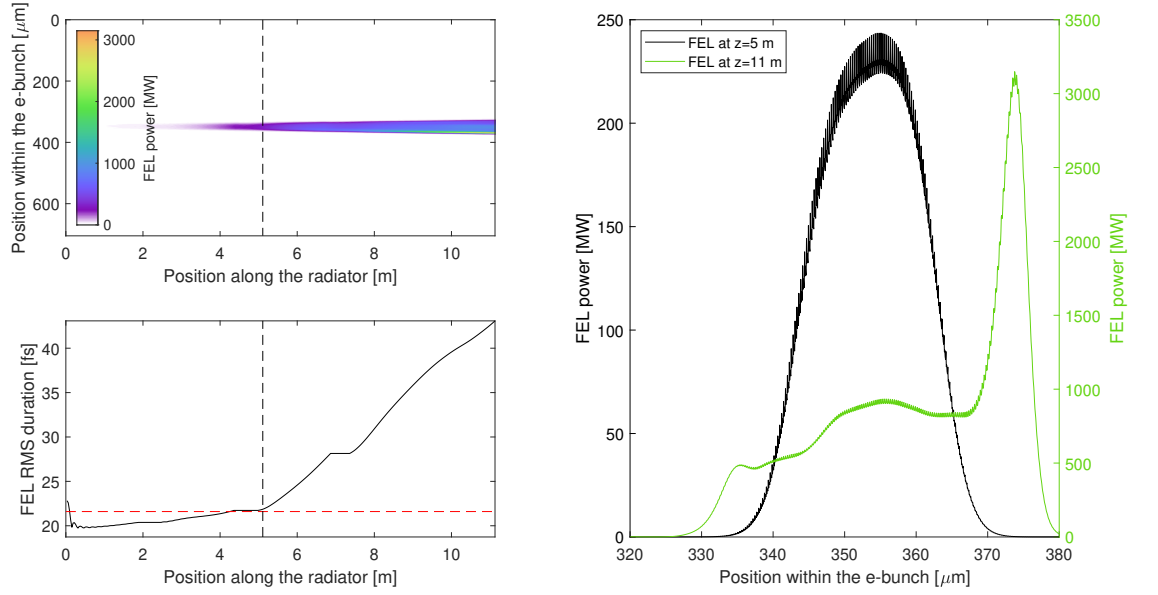 0
200
400
600
Position within the e-bunch [μm]
3000
2000
1000
0
FEL power [MW]
0 2 4 6 8 10
Position along the radiator [m]
40
35
30
25
20
FEL RMS duration [fs]
0 2 4 6 8 10
Position along the radiator [m]
250
200
150
100
50
0
FEL power [MW]
FEL at z=5 m
FEL at z=11 m
3500
3000
2500
2000
1500
1000
500
0
FEL power [MW]
320 330 340 350 360 370 380
Position within the e-bunch [μm]